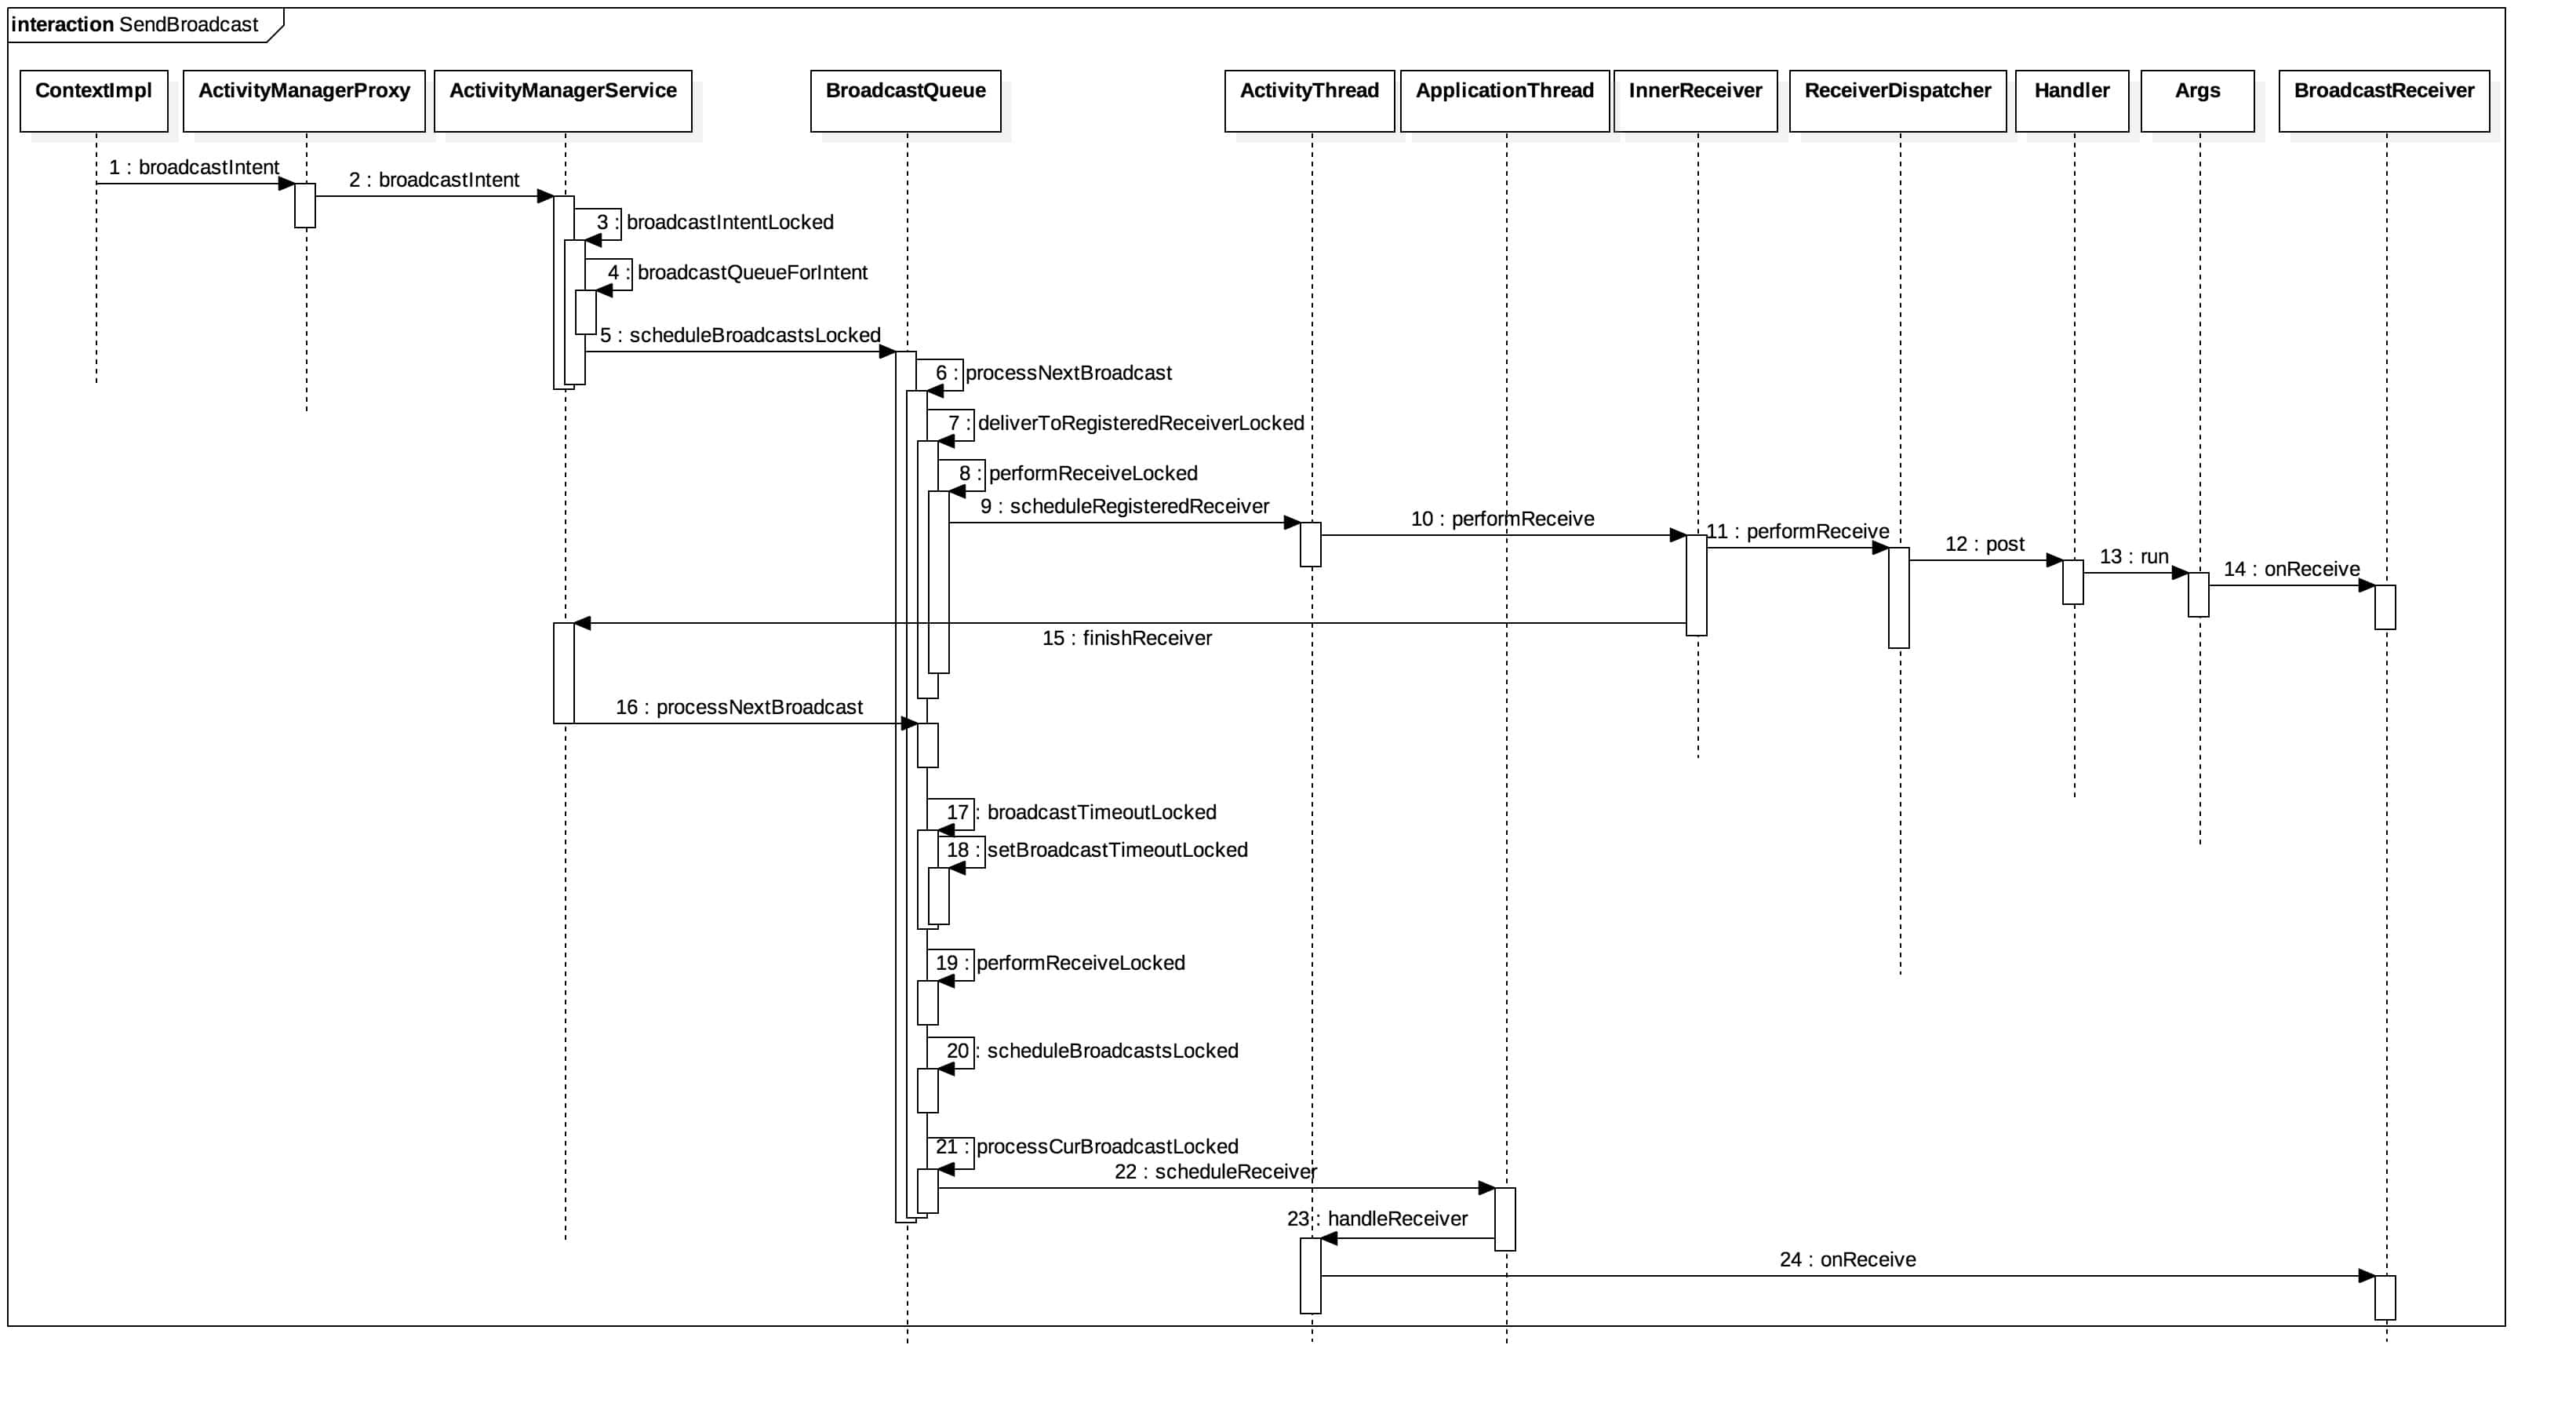 interaction SendBroadcast
ContextImpl
ActivityManagerProxy
ActivityManagerService
BroadcastQueue
ActivityThread
ApplicationThread
InnerReceiver
ReceiverDispatcher
Handler
Args
BroadcastReceiver
1 : broadcastIntent
2 : broadcastIntent
3 : broadcastIntentLocked
4 : broadcastQueueForIntent
5 : scheduleBroadcastsLocked
6 : processNextBroadcast
7 : deliverToRegisteredReceiverLocked
8 : performReceiveLocked
9 : scheduleRegisteredReceiver
10 : performReceive
11 : performReceive
12 : post
13 : run
14 : onReceive
15 : finishReceiver
16 : processNextBroadcast
17 : broadcastTimeoutLocked
18 : setBroadcastTimeoutLocked
19 : performReceiveLocked
20 : scheduleBroadcastsLocked
21 : processCurBroadcastLocked
22 : scheduleReceiver
23 : handleReceiver
24 : onReceive